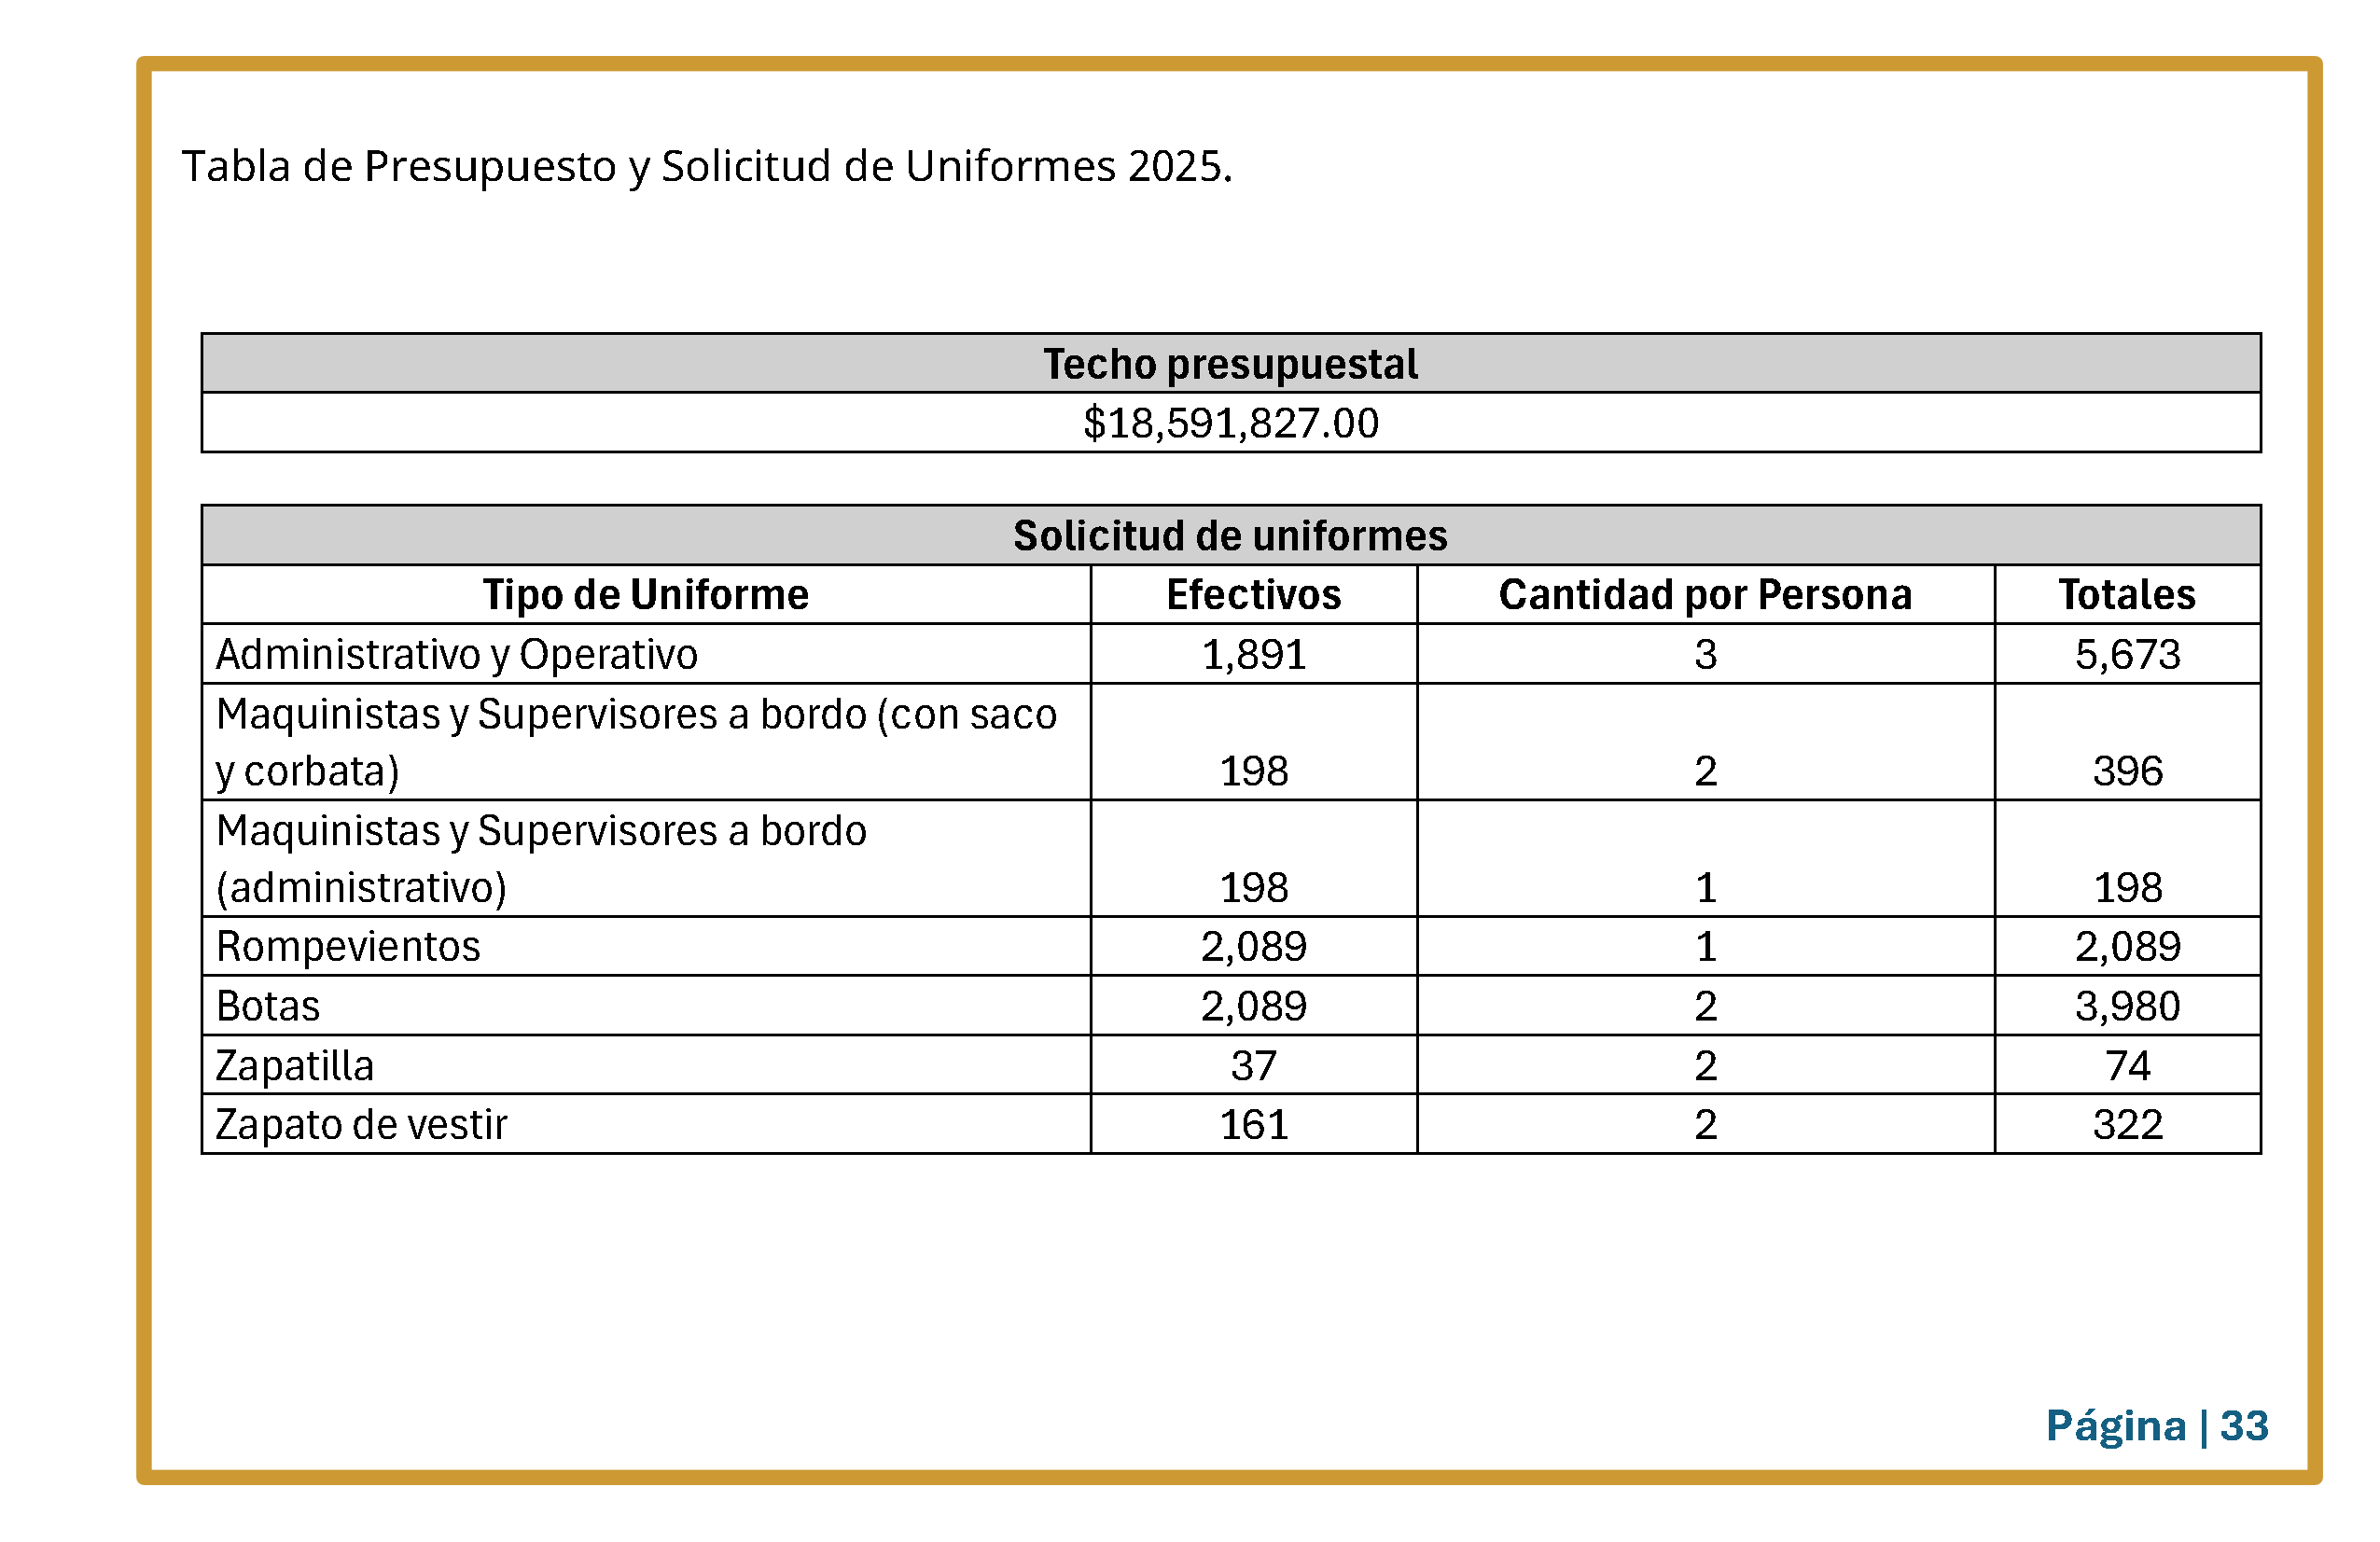 Tabla de Presupuesto y Solicitud de Uniformes 2025.
Techo presupuestal
$18,591,827.00
Solicitud de uniformes
Tipo de Uniforme Efectivos Cantidad por Persona Totales
Administrativo y Operativo 1,891 3 5,673
Maquinistas y Supervisores a bordo (con saco
y corbata) 198 2 396
Maquinistas y Supervisores a bordo
(administrativo) 198 1 198
Rompevientos 2,089 1 2,089
Botas 2,089 2 3,980
Zapatilla 37 2 74
Zapato de vestir 161 2 322
Página | 33